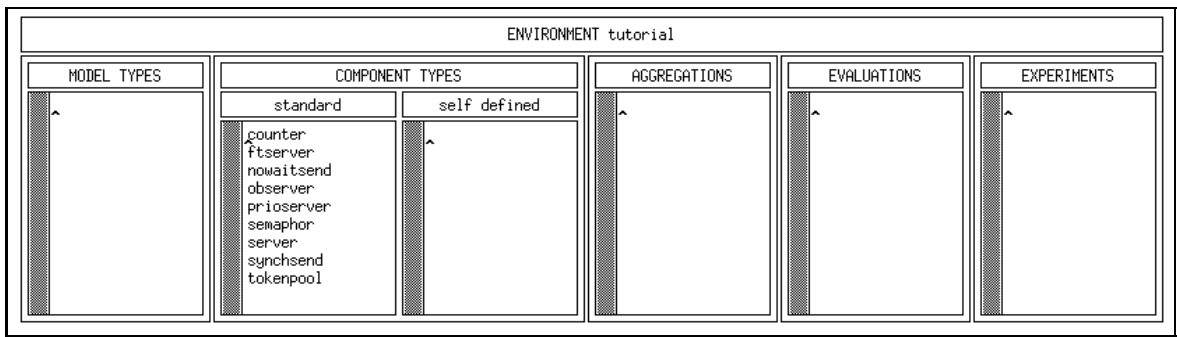 ENVIRONMENT tutorial
MODEL TYPES
COMPONENT TYPES
standard
self defined
counter
ftserver
nowaitsend
observer
prioserver
semaphor
server
synchsend
tokenpool
AGGREGATIONS
EVALUATIONS
EXPERIMENTS